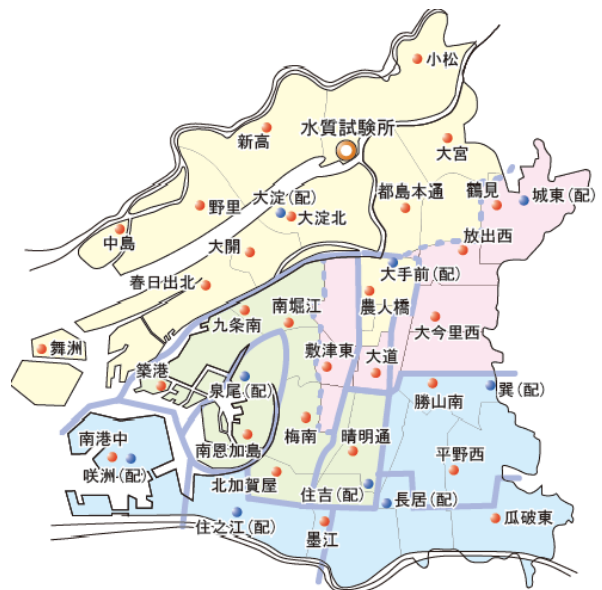 小松
水質試験所
新高
大宮
都島本通
鶴見
城東(配)
大淀(配)
野里
大淀北
放出西
中島
大開
大手前(配)
春日出北
農人橋
九条南
南堀江
大今里西
舞洲
敷津東
大道
築港
泉尾(配)
勝山南
巽(配)
梅南
晴明通
南港中
南恩加島
平野西
咲洲(配)
北加賀屋
住吉(配)
長居(配)
住之江(配)
墨江
瓜破東